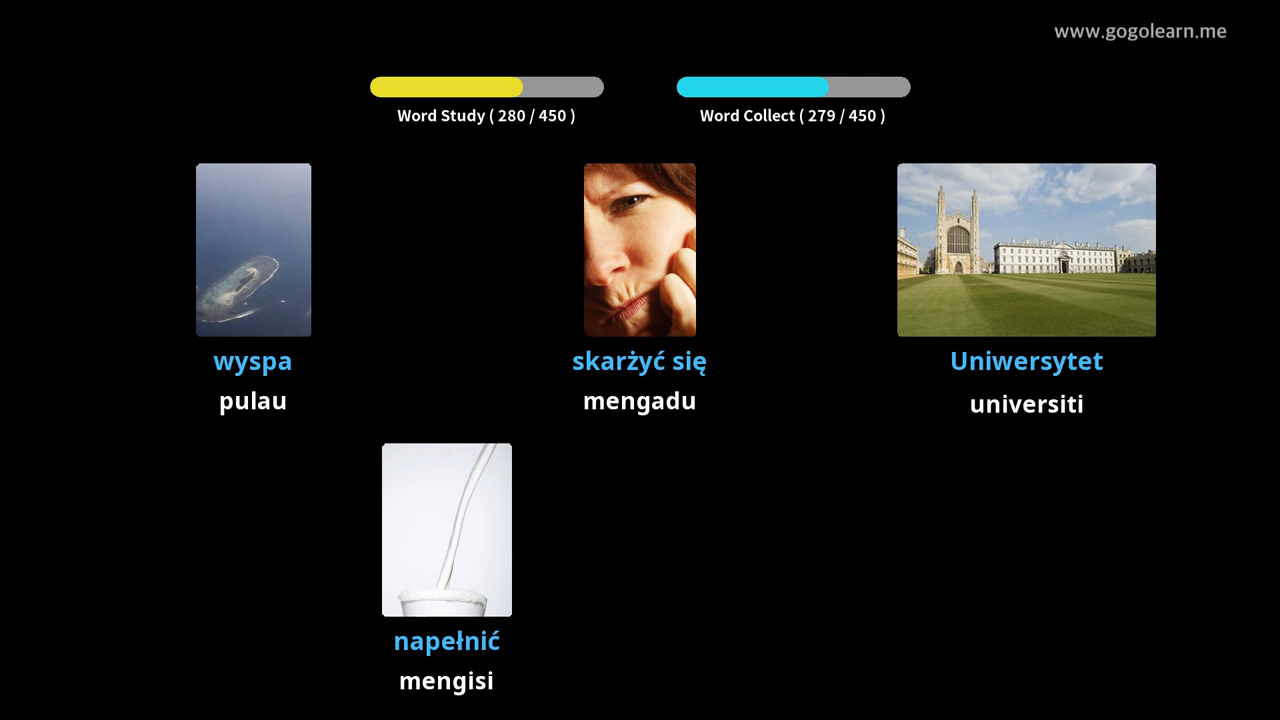 www.gogolearn.me
Word Study ( 280 / 450 )
Word Collect ( 279 / 450 )
wyspa
pulau
skarżyć się
mengadu
Uniwersytet
universiti
napełnić
mengisi